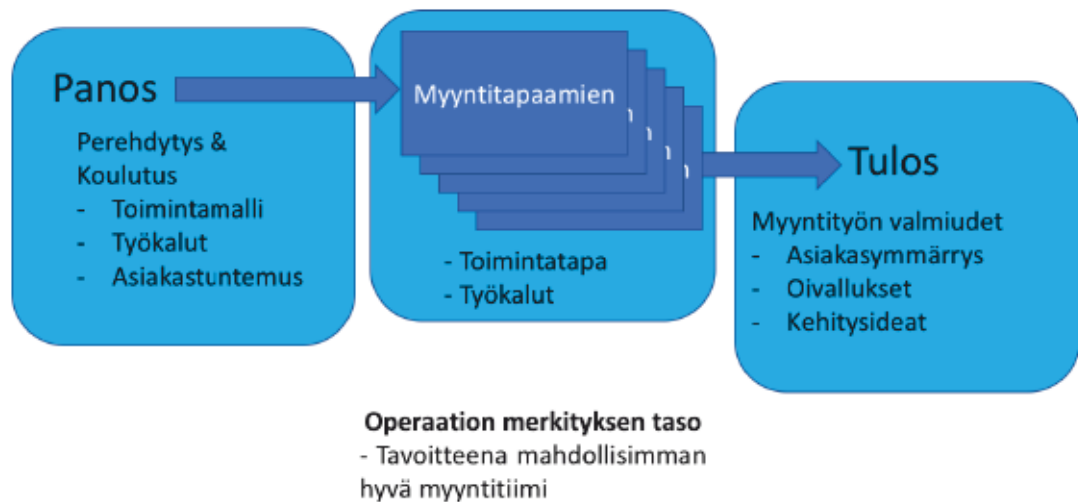 Panos
Perehdytys &
Koulutus
- Toimintamalli
- Työkalut
- Asiakastuntemus
Myyntitapaamien
n
n
n
n
- Toimintatapa
- Työkalut
Tulos
Myyntityön valmiudet
- Asiakasymmärrys
- Oivallukset
- Kehitysideat
Operaation merkityksen taso
- Tavoitteena mahdollisimman
hyvä myyntitiimi